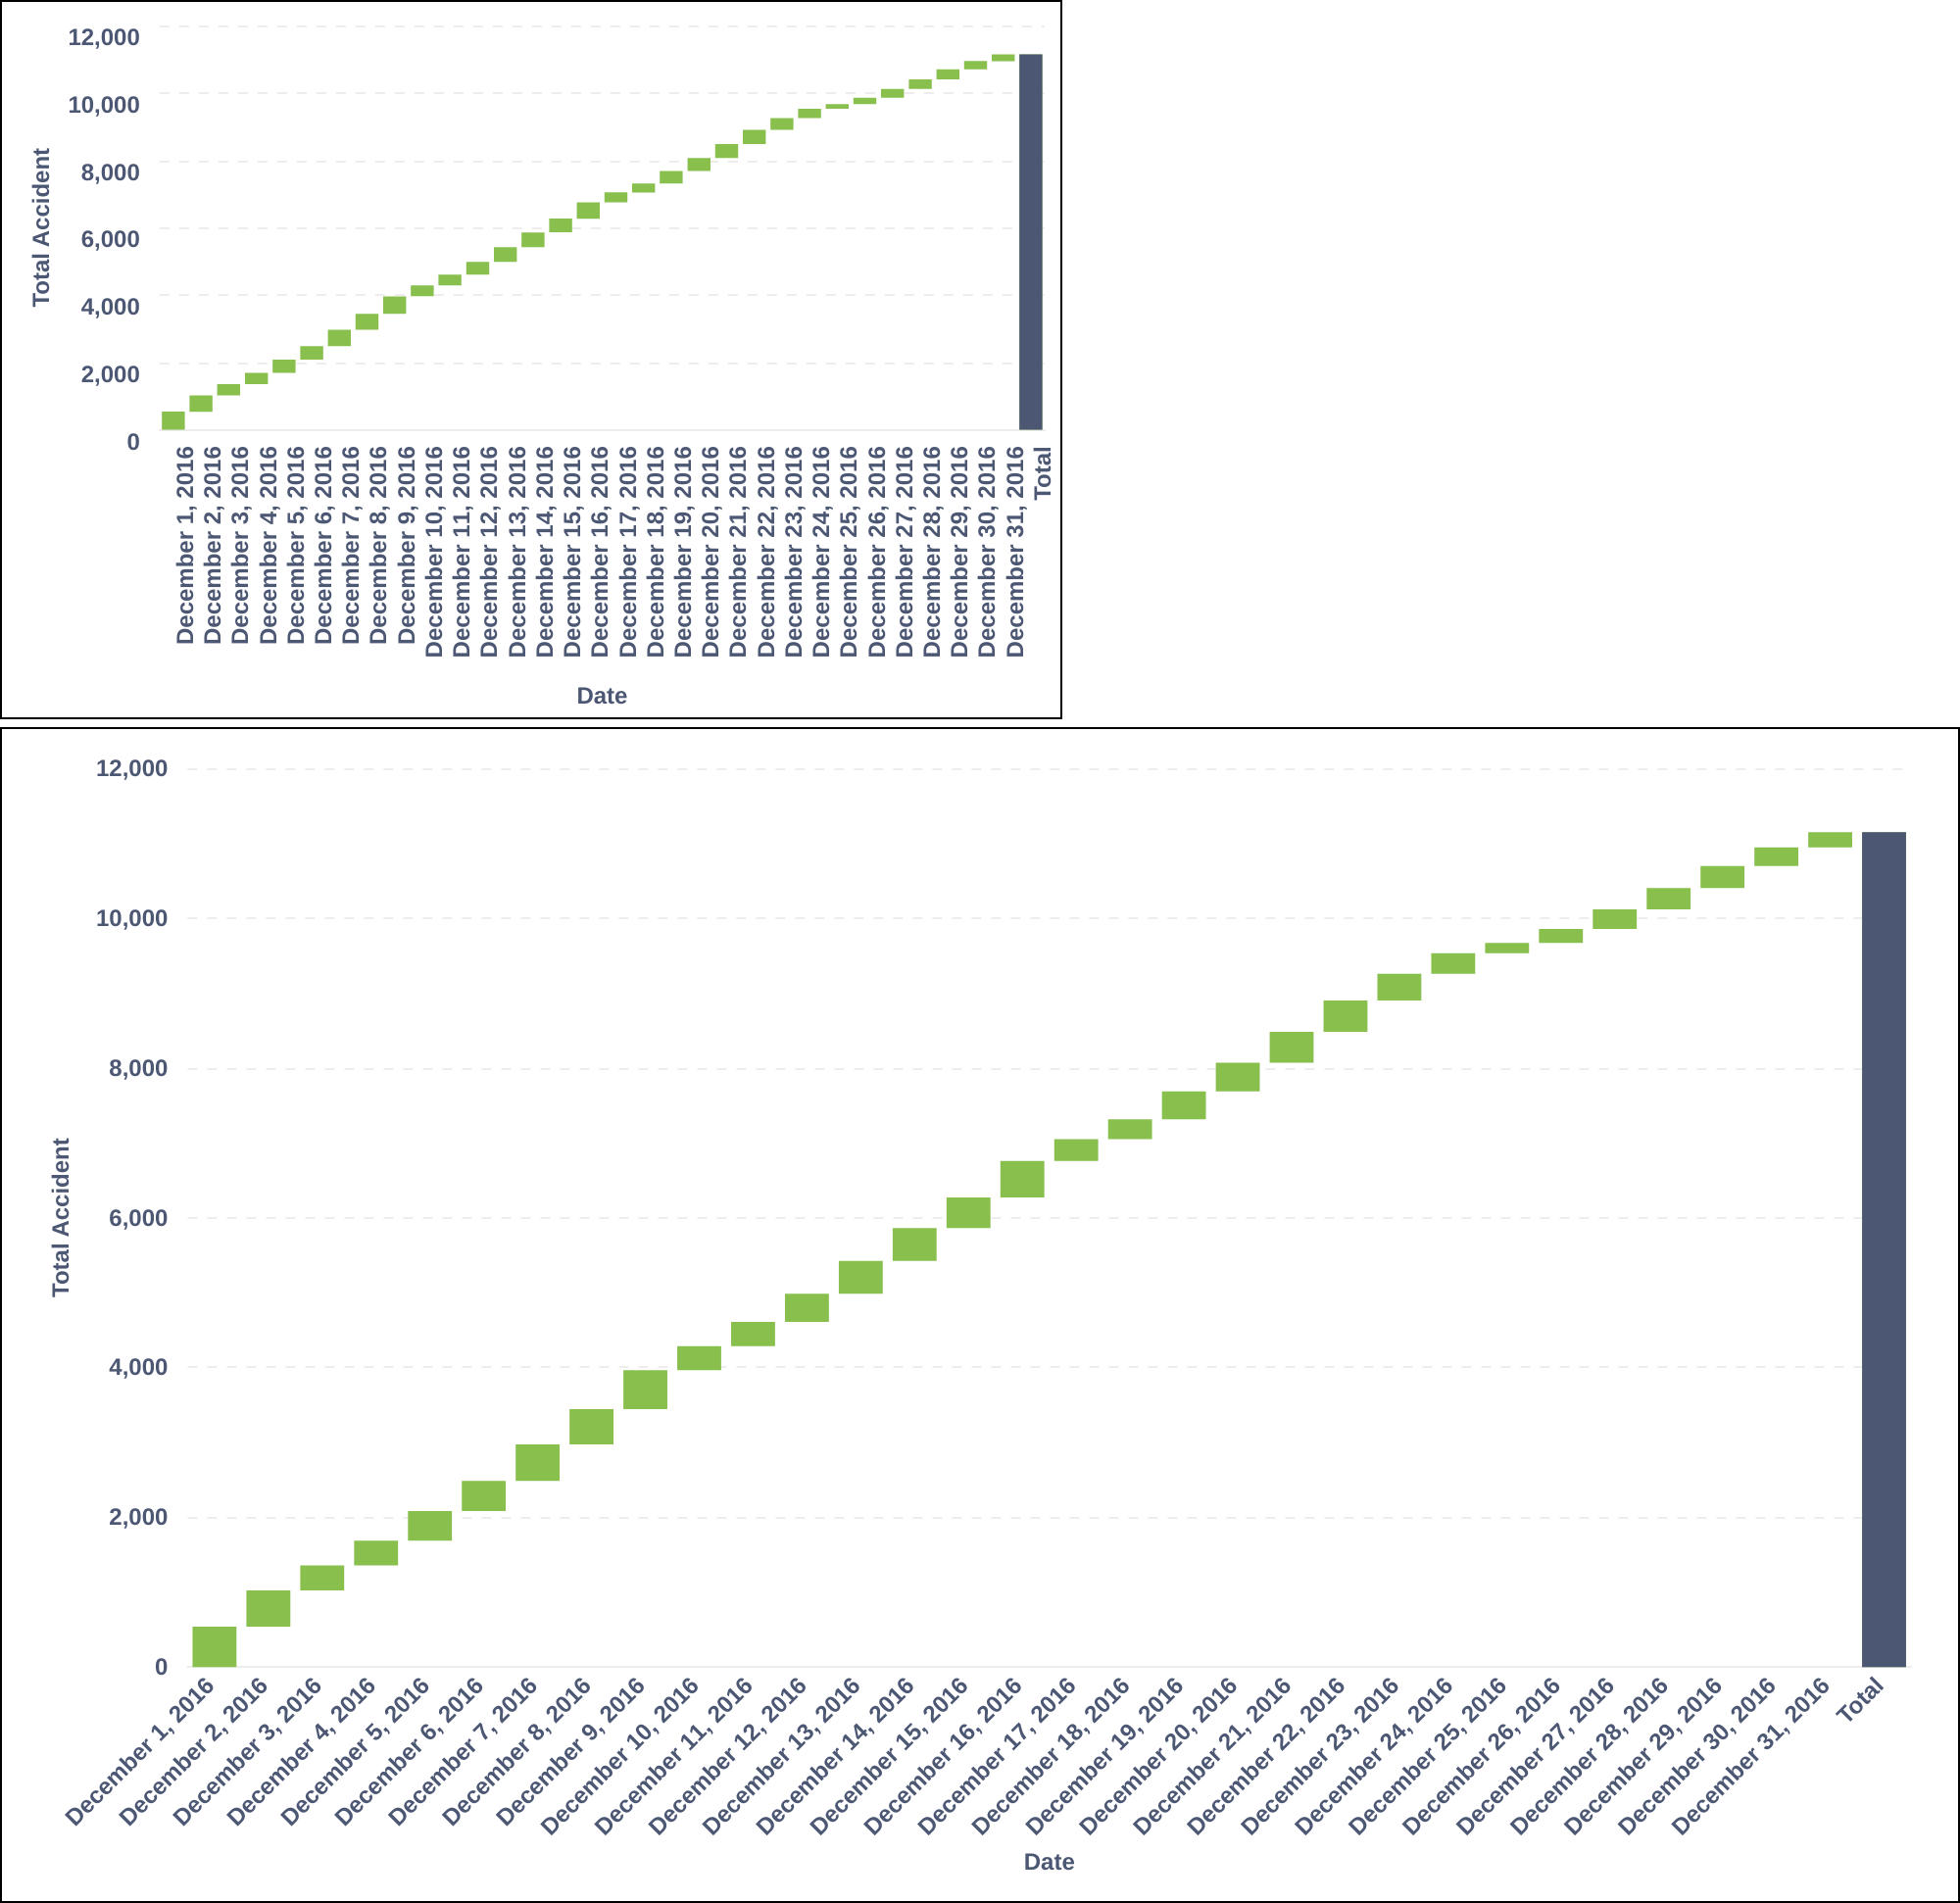 12,000
10,000
8,000
6,000
4,000
2,000
0
Total Accident
December 1, 2016
December 2, 2016
December 3, 2016
December 4, 2016
December 5, 2016
December 6, 2016
December 7, 2016
December 8, 2016
December 9, 2016
December 10, 2016
December 11, 2016
December 12, 2016
December 13, 2016
December 14, 2016
December 15, 2016
December 16, 2016
December 17, 2016
December 18, 2016
December 19, 2016
December 20, 2016
December 21, 2016
December 22, 2016
December 23, 2016
December 24, 2016
December 25, 2016
December 26, 2016
December 27, 2016
December 28, 2016
December 29, 2016
December 30, 2016
December 31, 2016
Total
Date
12,000
10,000
8,000
6,000
4,000
2,000
0
Total Accident
December 1, 2016
December 2, 2016
December 3, 2016
December 4, 2016
December 5, 2016
December 6, 2016
December 7, 2016
December 8, 2016
December 9, 2016
December 10, 2016
December 11, 2016
December 12, 2016
December 13, 2016
December 14, 2016
December 15, 2016
December 16, 2016
December 17, 2016
December 18, 2016
December 19, 2016
December 20, 2016
December 21, 2016
December 22, 2016
December 23, 2016
December 24, 2016
December 25, 2016
December 26, 2016
December 27, 2016
December 28, 2016
December 29, 2016
December 30, 2016
December 31, 2016
Total
Date